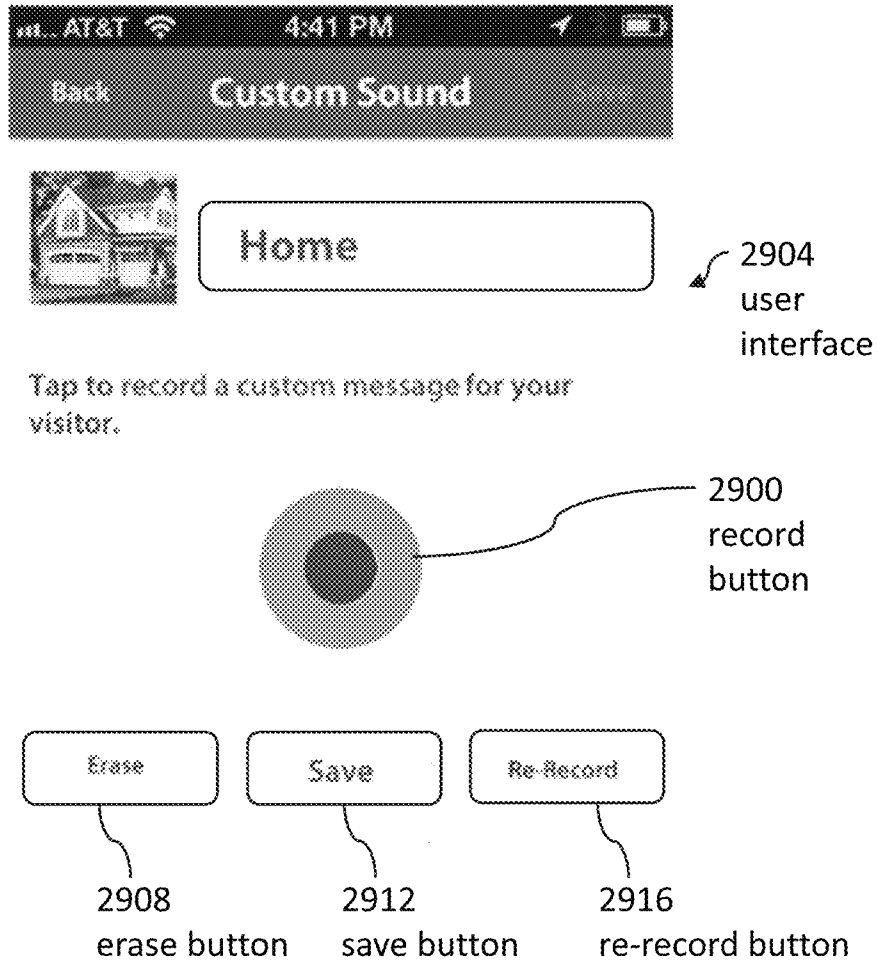 AT&T 4:41 PM
Back Custom Sound
Home
2904
user
interface
Tap to record a custom message for your
visitor.
2900
record
button
Erase Save Re-Record
2908 2912 2916
erase button save button re-record button